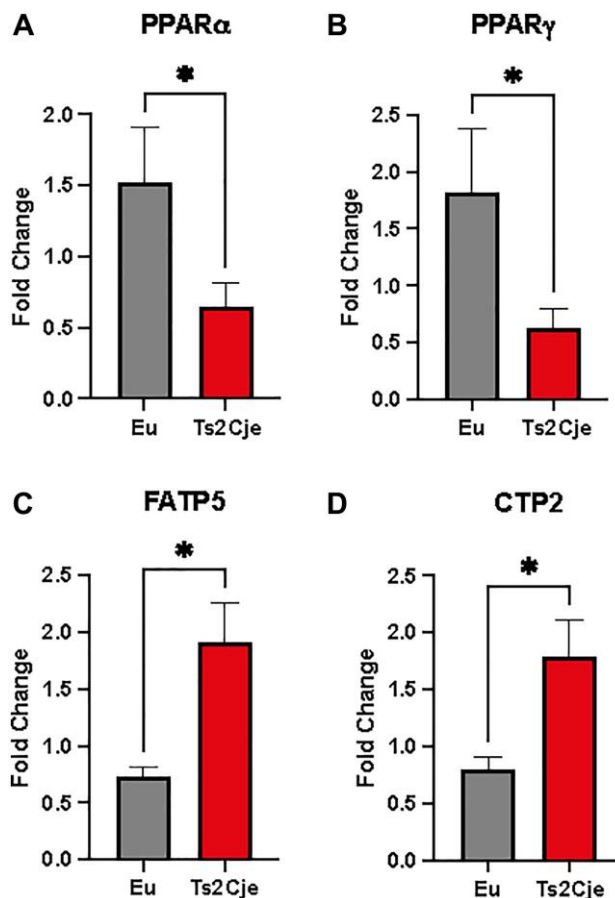 A PPARα
*
Fold Change
2.0
1.5
1.0
0.5
0.0
Eu Ts2Cje
B PPARγ
*
Fold Change
2.5
2.0
1.5
1.0
0.5
0.0
Eu Ts2Cje
C FATP5
*
Fold Change
2.5
2.0
1.5
1.0
0.5
0.0
Eu Ts2Cje
D CTP2
*
Fold Change
2.5
2.0
1.5
1.0
0.5
0.0
Eu Ts2Cje